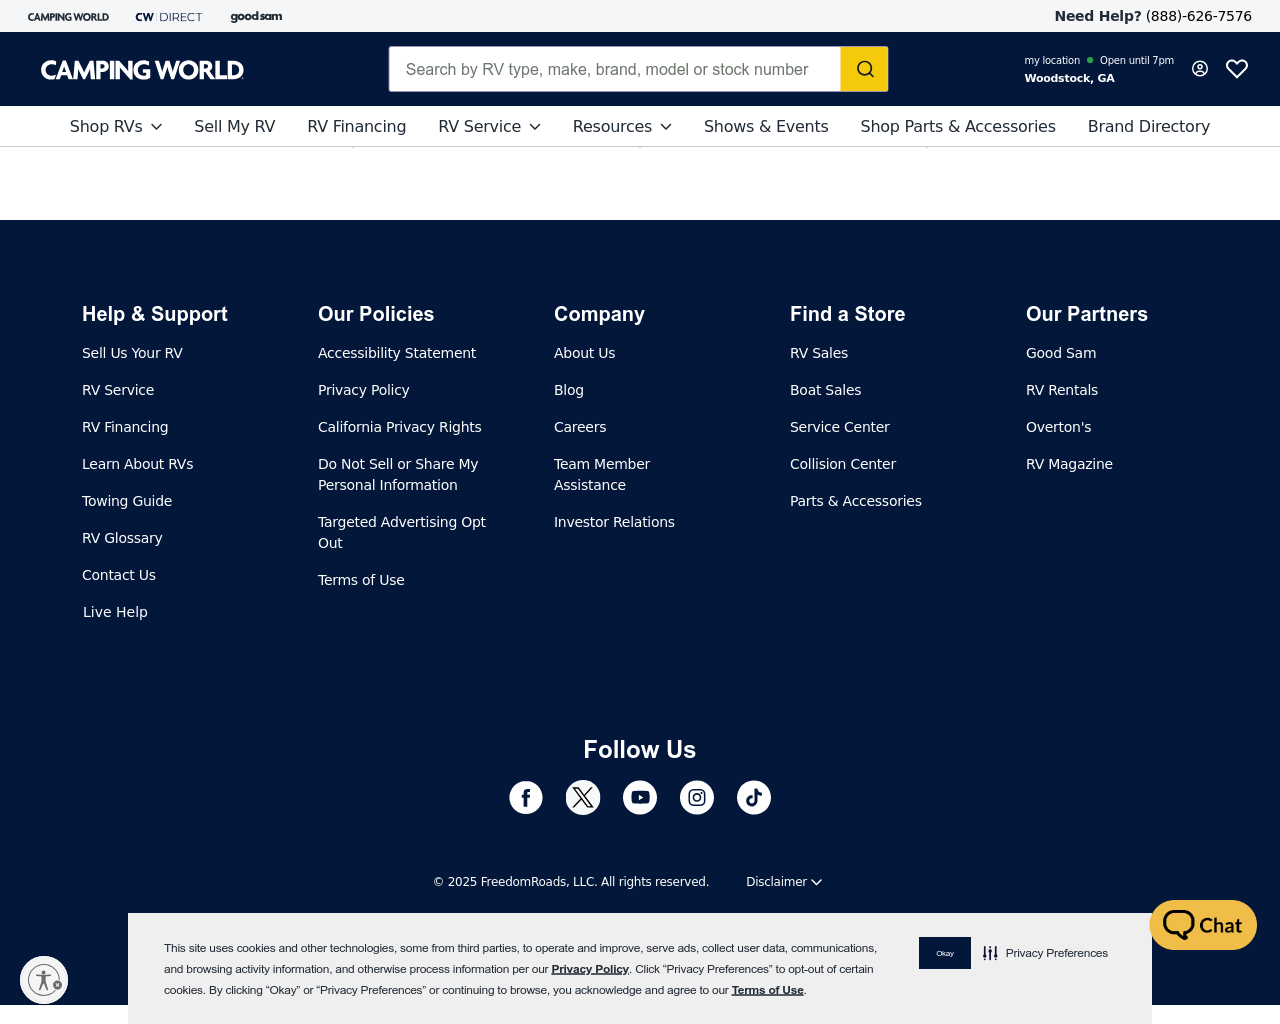 CAMPING WORLD CW DIRECT good sam Need Help? (888)-626-7576
CAMPING WORLD
Search by RV type, make, brand, model or stock number
my location Open until 7pm
Woodstock, GA
Shop RVs Sell My RV RV Financing RV Service Resources Shows & Events Shop Parts & Accessories Brand Directory
Help & Support
Sell Us Your RV
RV Service
RV Financing
Learn About RVs
Towing Guide
RV Glossary
Contact Us
Live Help
Our Policies
Accessibility Statement
Privacy Policy
California Privacy Rights
Do Not Sell or Share My
Personal Information
Targeted Advertising Opt
Out
Terms of Use
Company
About Us
Blog
Careers
Team Member
Assistance
Investor Relations
Find a Store
RV Sales
Boat Sales
Service Center
Collision Center
Parts & Accessories
Our Partners
Good Sam
RV Rentals
Overton's
RV Magazine
Follow Us
© 2025 FreedomRoads, LLC. All rights reserved. Disclaimer
Chat
This site uses cookies and other technologies, some from third parties, to operate and improve, serve ads, collect user data, communications,
and browsing activity information, and otherwise process information per our Privacy Policy. Click “Privacy Preferences” to opt-out of certain
cookies. By clicking “Okay” or “Privacy Preferences” or continuing to browse, you acknowledge and agree to our Terms of Use.
Okay
Privacy Preferences